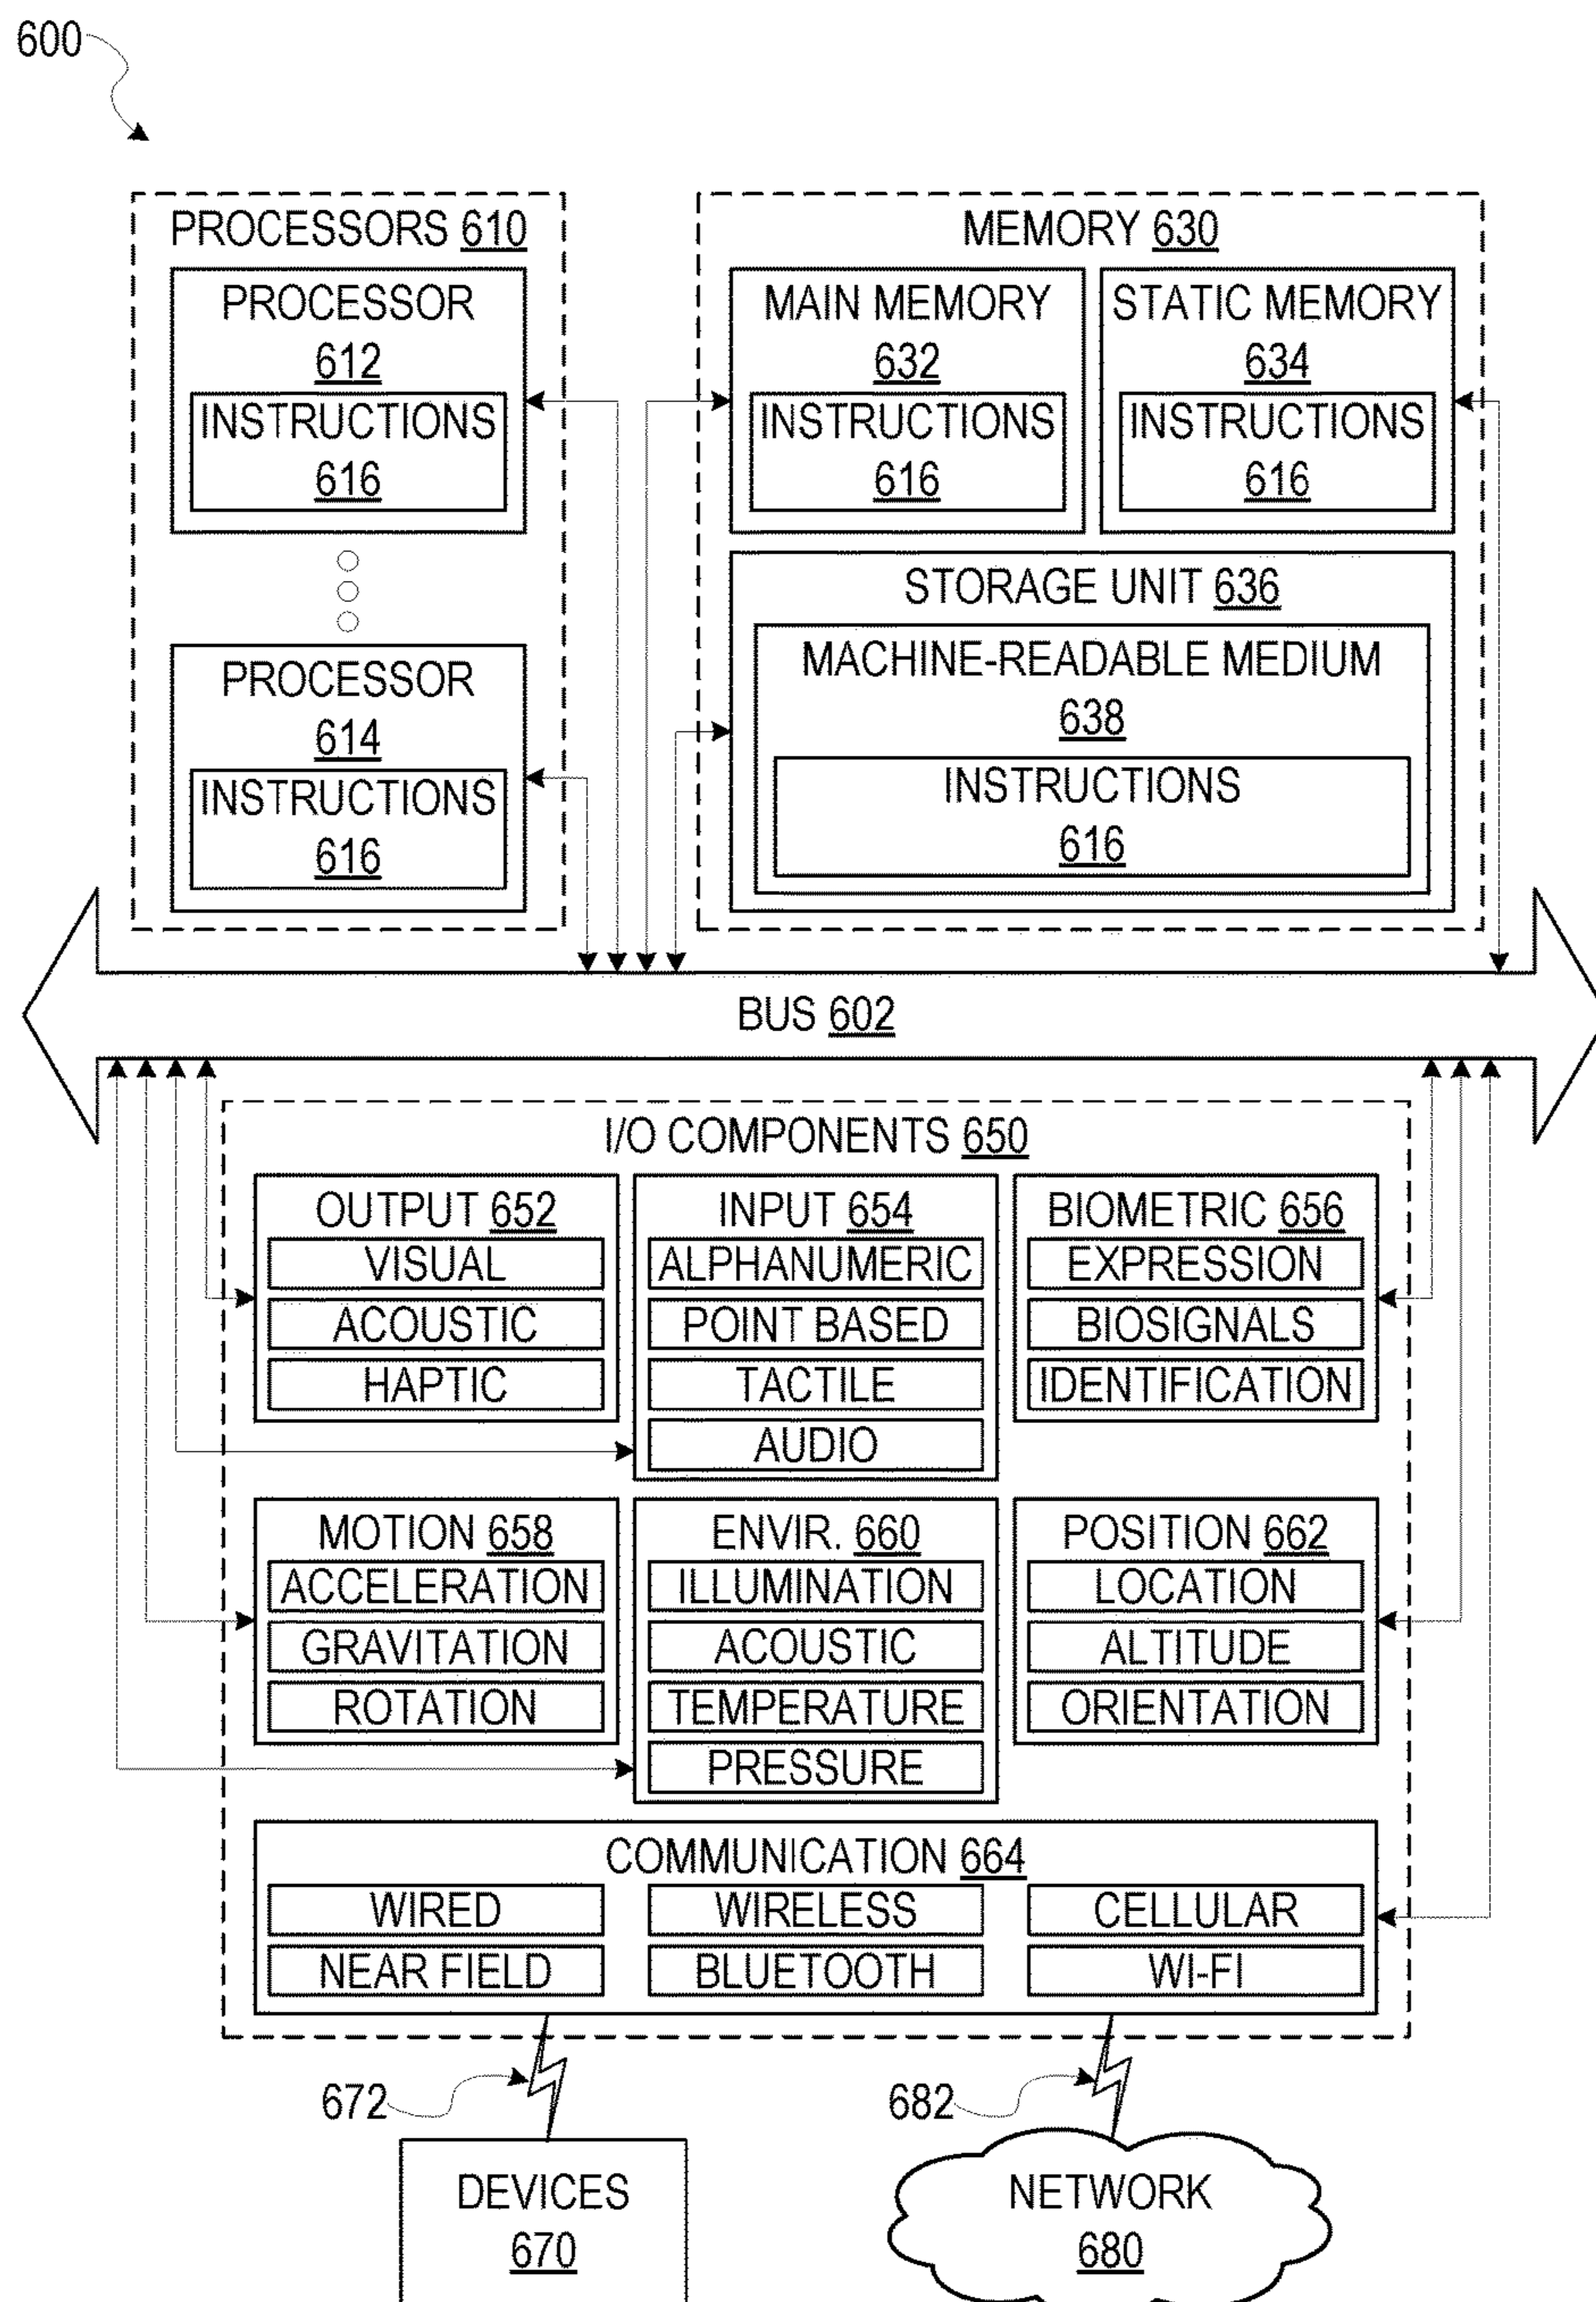 600
PROCESSORS 610
PROCESSOR
612
INSTRUCTIONS
616
PROCESSOR
614
INSTRUCTIONS
616
MEMORY 630
MAIN MEMORY
632
INSTRUCTIONS
616
STATIC MEMORY
634
INSTRUCTIONS
616
STORAGE UNIT 636
MACHINE-READABLE MEDIUM
638
INSTRUCTIONS
616
BUS 602
I/O COMPONENTS 650
OUTPUT 652
VISUAL
ACOUSTIC
HAPTIC
INPUT 654
ALPHANUMERIC
POINT BASED
TACTILE
AUDIO
BIOMETRIC 656
EXPRESSION
BIOSIGNALS
IDENTIFICATION
MOTION 658
ACCELERATION
GRAVITATION
ROTATION
ENVIR. 660
ILLUMINATION
ACOUSTIC
TEMPERATURE
PRESSURE
POSITION 662
LOCATION
ALTITUDE
ORIENTATION
COMMUNICATION 664
WIRED
WIRELESS
CELLULAR
NEAR FIELD
BLUETOOTH
WI-FI
672
682
DEVICES
670
NETWORK
680